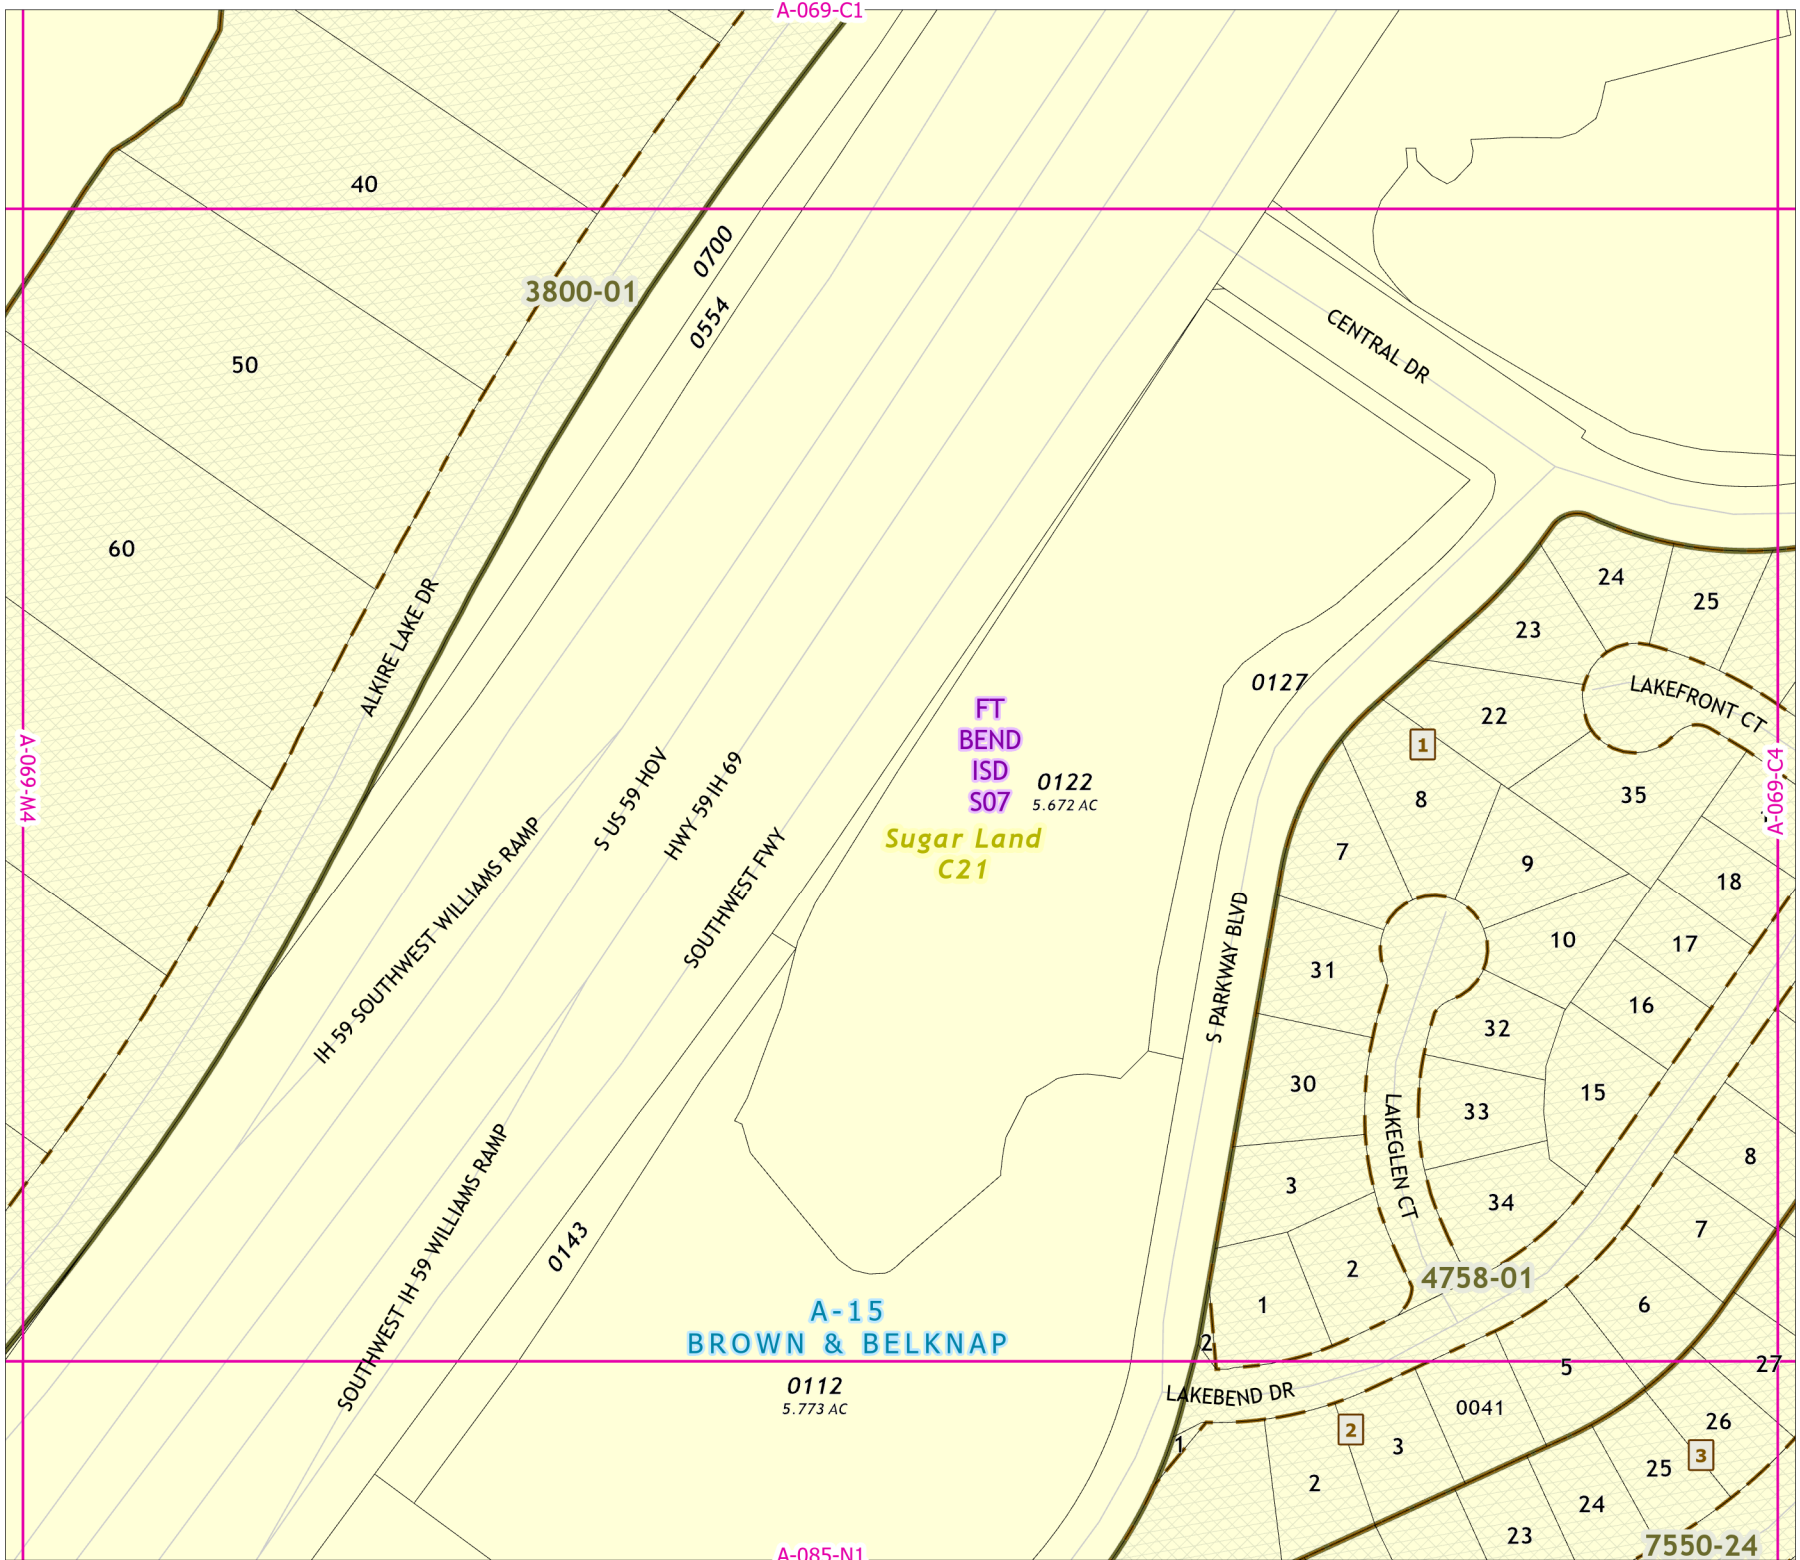 A-069-C1
40
0700
3800-01
0554
CENTRAL DR
50
60
24
25
ALKIRE LAKE DR
23
0127
LAKEFRONT CT
22
FT
BEND
ISD
S07
1
A-069-W4
0122
5.672 AC
8
35
A-069-C4
S US 59 HOV
HWY 59 IH 69
Sugar Land
C21
7
9
18
IH 59 SOUTHWEST WILLIAMS RAMP
SOUTHWEST FWY
S PARKWAY BLVD
31
10
17
16
32
30
33
15
LAKEGLEN CT
8
3
34
7
SOUTHWEST IH 59 WILLIAMS RAMP
0143
2
4758-01
1
6
A-15
BROWN & BELKNAP
2
5
27
0112
5.773 AC
LAKEBEND DR
0041
2
3
26
1
3
25
2
24
23
7550-24
A-085-N1